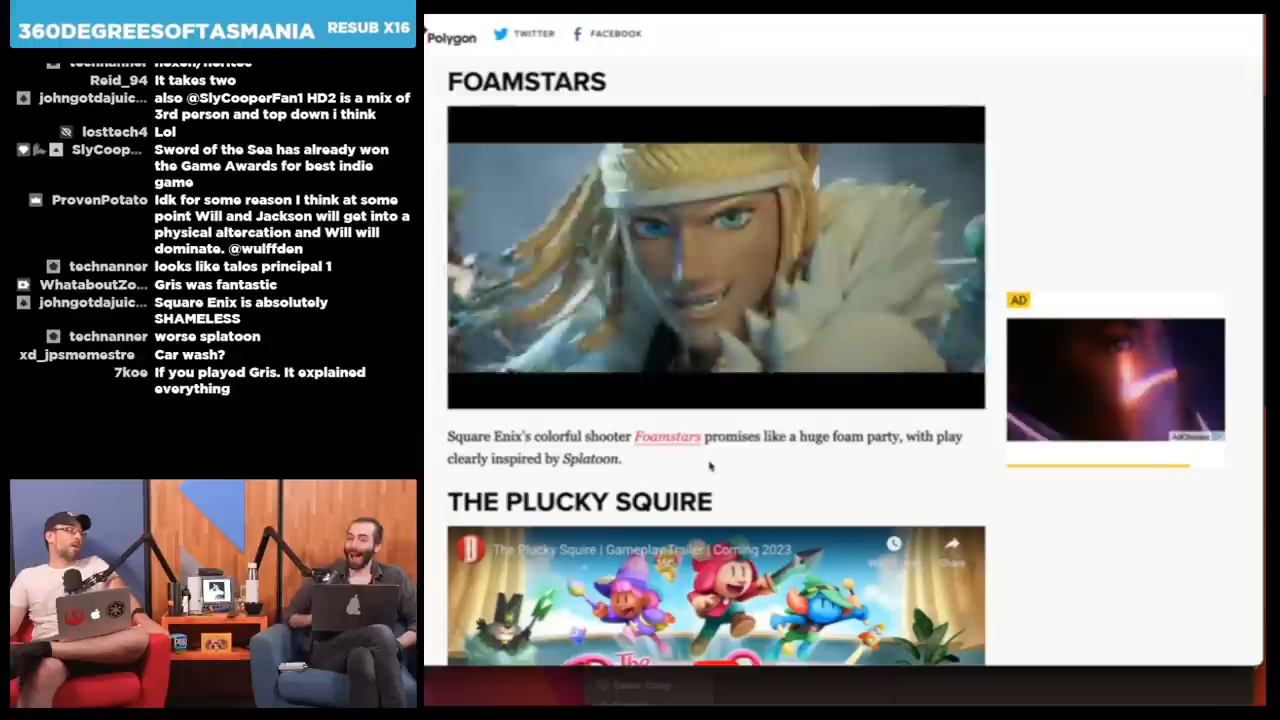 360DEGREESOFTASMANIA RESUB X16
Reid_94 It takes two
johngotdajuic... also @SlyCooperFan1 HD2 is a mix of
3rd person and top down i think
losttech4 Lol
SlyCoop... Sword of the Sea has already won
the Game Awards for best indie
game
ProvenPotato Idk for some reason I think at some
point Will and Jackson will get into a
physical altercation and Will will
dominate. @wulffden
technanner looks like talos principal 1
WhataboutZo... Gris was fantastic
johngotdajuic... Square Enix is absolutely
SHAMELESS
technanner worse splatoon
xd_jpsmemestre Car wash?
7koe If you played Gris. It explained
everything
Polygon TWITTER FACEBOOK
FOAMSTARS
Square Enix's colorful shooter Foamstars promises like a huge foam party, with play
clearly inspired by Splatoon.
THE PLUCKY SQUIRE
The Plucky Squire | Gameplay Trailer | Coming 2023
Share
The
AD